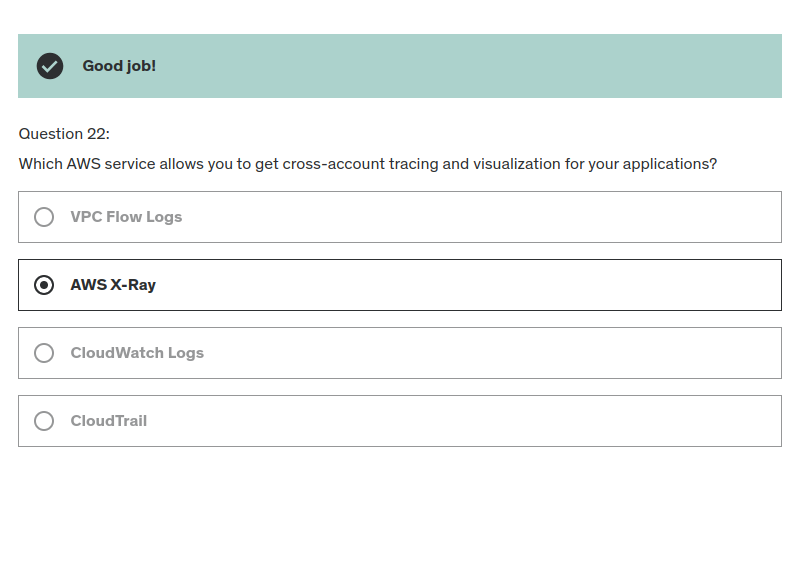 Good job!
Question 22:
Which AWS service allows you to get cross-account tracing and visualization for your applications?
VPC Flow Logs
AWS X-Ray
CloudWatch Logs
CloudTrail